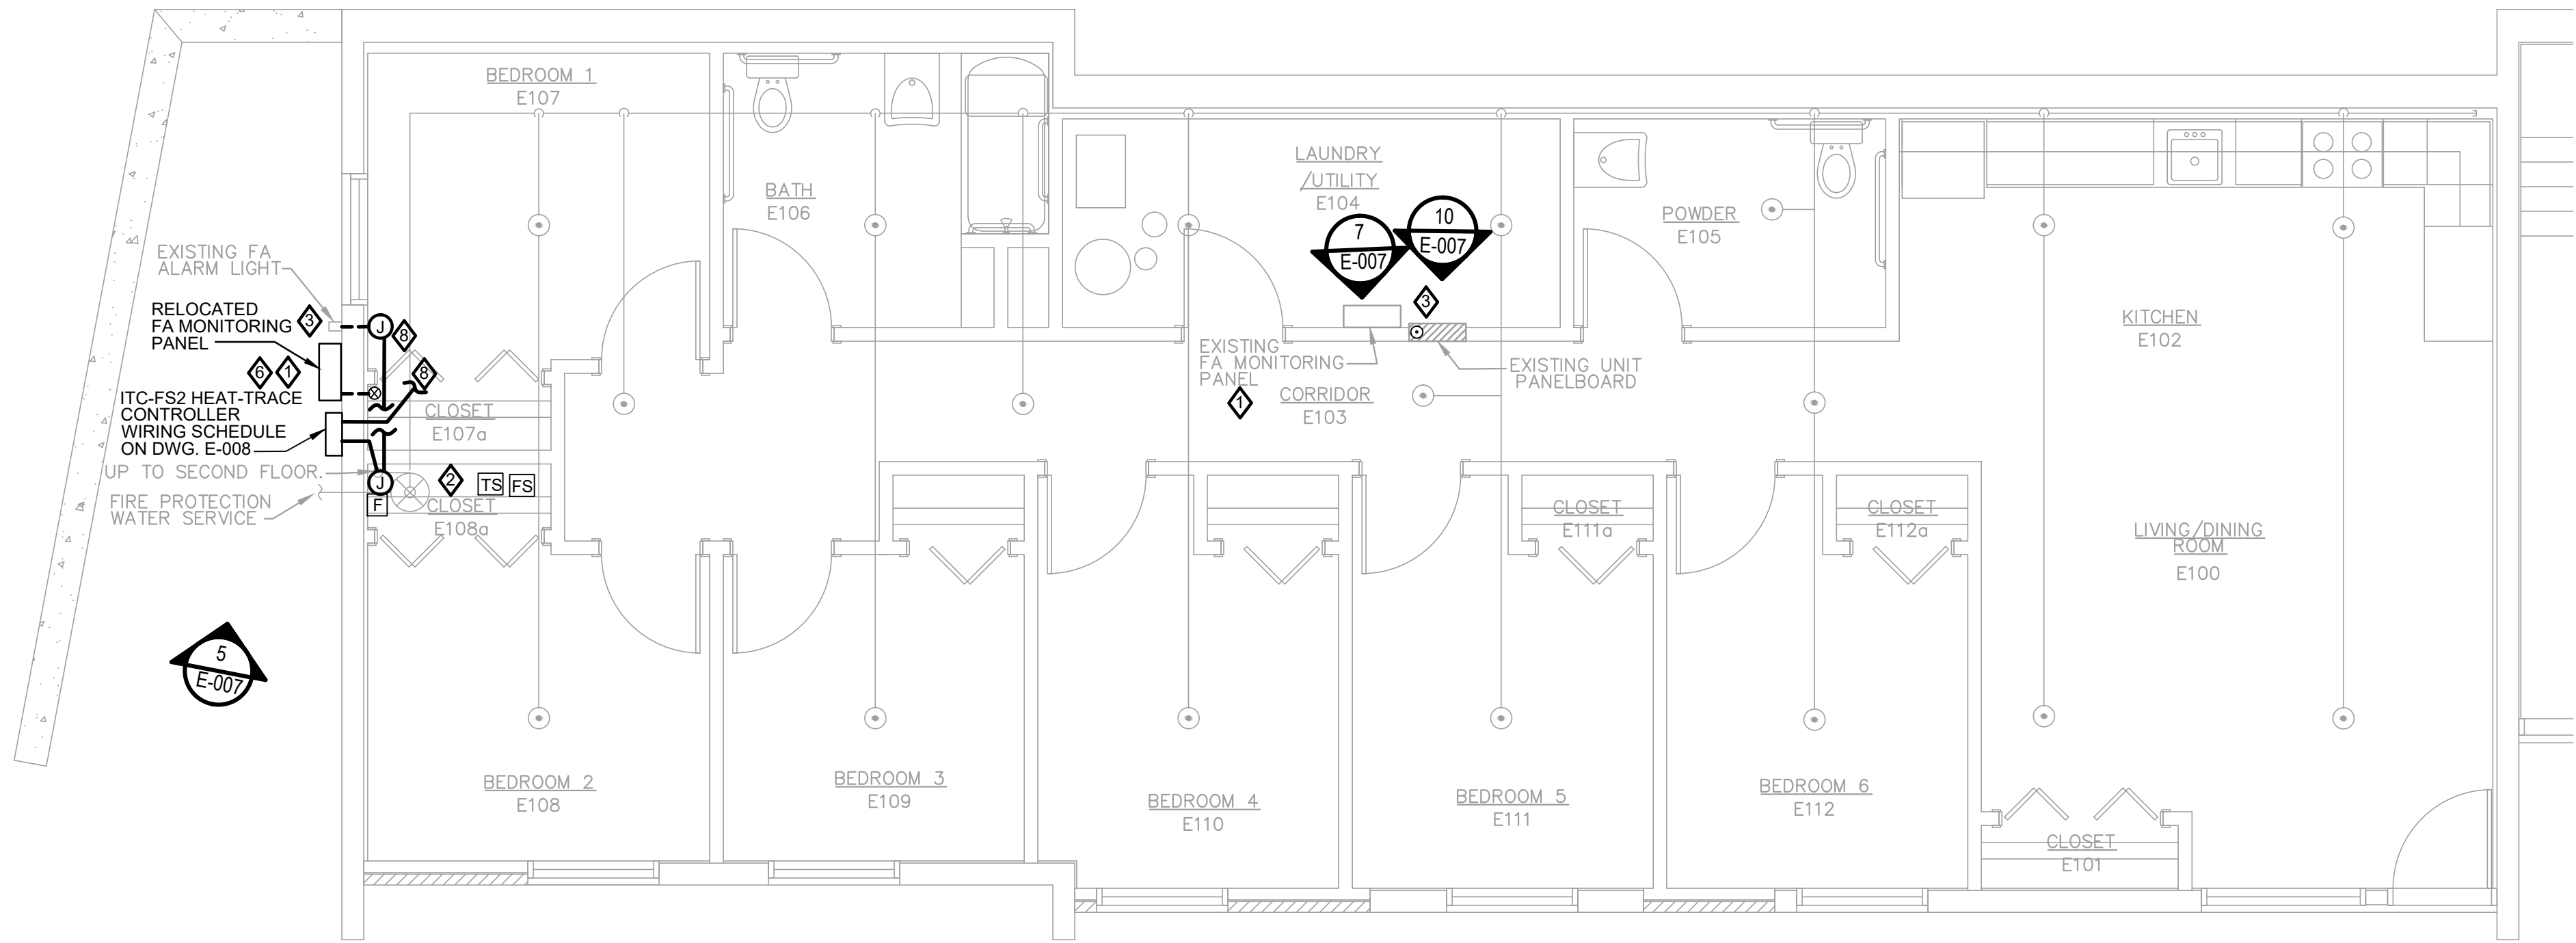 BEDROOM 1
E107
BATH
E106
LAUNDRY
/UTILITY
E104
7
E-007
10
E-007
3
POWDER
E105
KITCHEN
E102
EXISTING FA
ALARM LIGHT
RELOCATED
FA MONITORING
PANEL
3
J
8
8
6
1
ITC-FS2 HEAT-TRACE
CONTROLLER
WIRING SCHEDULE
ON DWG. E-008
UP TO SECOND FLOOR.
FIRE PROTECTION
WATER SERVICE
CLOSET
E107a
J
F
2
TS
FS
CLOSET
E108a
EXISTING
FA MONITORING
PANEL
1
CORRIDOR
E103
EXISTING UNIT
PANELBOARD
CLOSET
E111a
CLOSET
E112a
LIVING/DINING
ROOM
E100
5
E-007
BEDROOM 2
E108
BEDROOM 3
E109
BEDROOM 4
E110
BEDROOM 5
E111
BEDROOM 6
E112
CLOSET
E101